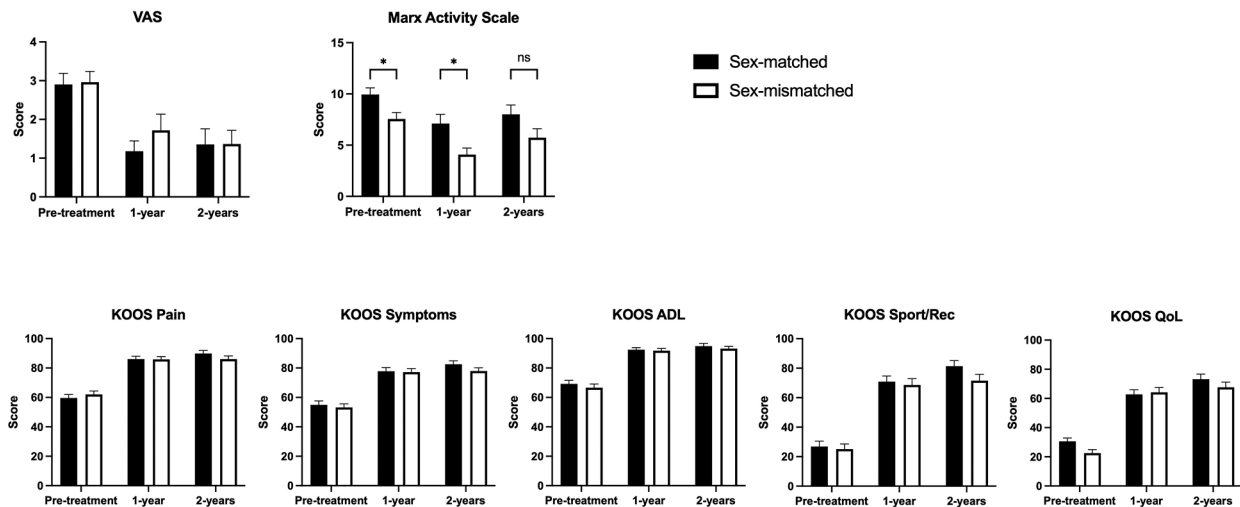 VAS
Score
4
3
2
1
0
Pre-treatment 1-year 2-years
Marx Activity Scale
Score
15
10
5
0
* * ns
Pre-treatment 1-year 2-years
Sex-matched
Sex-mismatched
KOOS Pain
Score
100
80
60
40
20
0
Pre-treatment 1-year 2-years
KOOS Symptoms
Score
100
80
60
40
20
0
Pre-treatment 1-year 2-years
KOOS ADL
Score
100
80
60
40
20
0
Pre-treatment 1-year 2-years
KOOS Sport/Rec
Score
100
80
60
40
20
0
Pre-treatment 1-year 2-years
KOOS QoL
Score
100
80
60
40
20
0
Pre-treatment 1-year 2-years